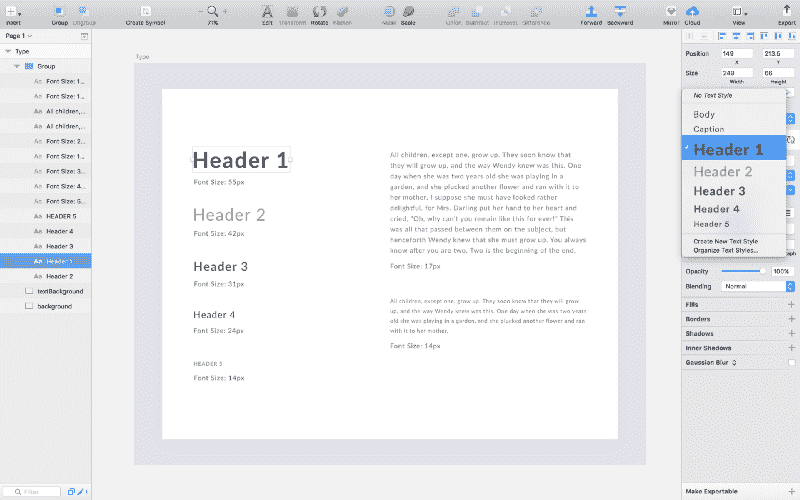 Insert
Group
Ungroup
Create Symbol
71%
Edit
Transform
Rotate
Flatten
Mask
Scale
Union
Subtract
Intersect
Difference
Forward
Backward
Mirror
Cloud
View
Export
Page 1
Type
Group
Aa Font Size: 1...
Aa Font Size: 1...
Aa All children,...
Aa All children,...
Aa Font Size: 2...
Aa Font Size: 1...
Aa Font Size: 3...
Aa Font Size: 4...
Aa Font Size: 5...
Aa HEADER 5
Aa Header 4
Aa Header 3
Aa Header 1
Aa Header 2
textBackground
background
Filter
Type
Header 1
Font Size: 55px
Header 2
Font Size: 42px
Header 3
Font Size: 31px
Header 4
Font Size: 24px
HEADER 5
Font Size: 14px
All children, except one, grow up. They soon know that
they will grow up, and the way Wendy knew was this. One
day when she was two years old she was playing in a
garden, and she plucked another flower and ran with it to
her mother. I suppose she must have looked rather
delightful, for Mrs. Darling put her hand to her heart and
cried, "Oh, why can't you remain like this for ever!" This
was all that passed between them on the subject, but
henceforth Wendy knew that she must grow up. You always
know after you are two. Two is the beginning of the end.
Font Size: 17px
All children, except one, grow up. They soon know that they will grow
up, and the way Wendy knew was this. One day when she was two years
old she was playing in a garden, and she plucked another flower and ran
with it to her mother.
Font Size: 14px
Position 149 213.5
X Y
Size 249 66
Width Height
No Text Style
Body
Caption
Header 1
Header 2
Header 3
Header 4
Header 5
Create New Text Style
Organize Text Styles...
Opacity 100%
Blending Normal
Fills
Borders
Shadows
Inner Shadows
Gaussian Blur
Make Exportable